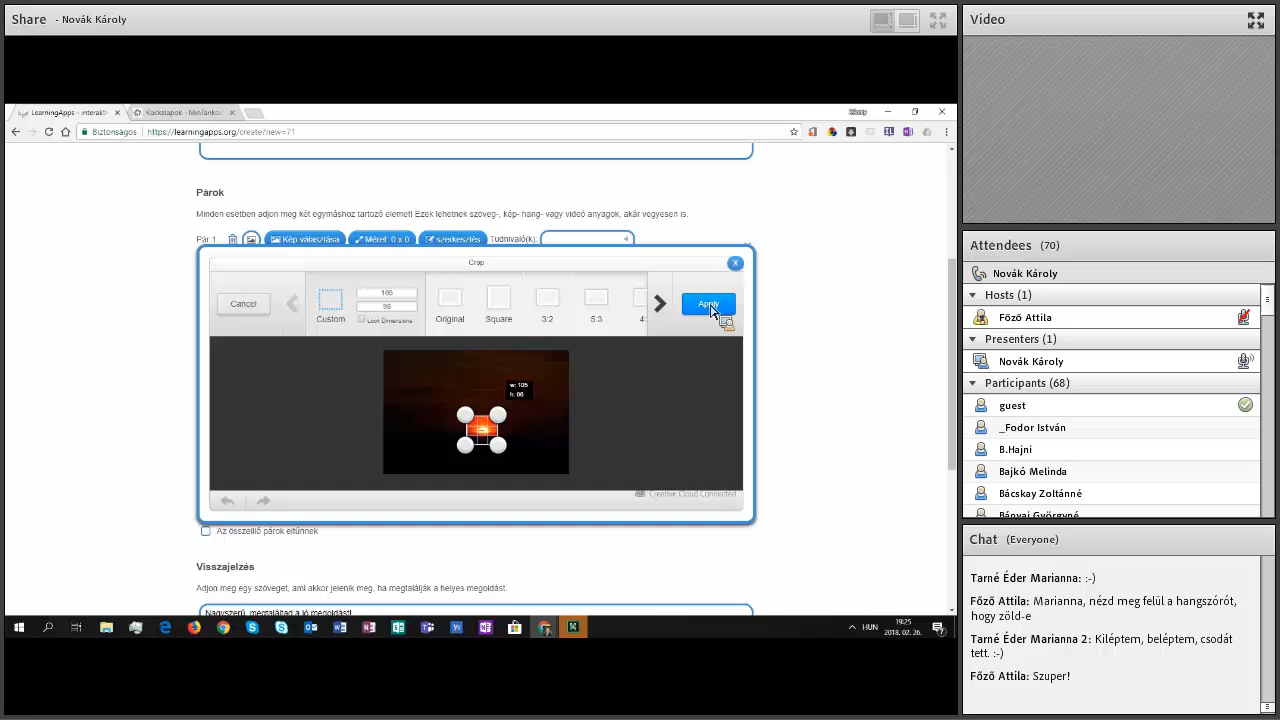 Share - Novák Károly
Video
LearningApps - interakt
Kockalapok - Minifanko
Károly
Biztonságos
https://learningapps.org/create?new=71
Párok
Minden esetben adjon meg két egymáshoz tartozó elemet! Ezek lehetnek szöveg-, kép- hang- vagy videó anyagok, akár vegyesen is.
Pár 1 Kép választása Méret: 0 x 0 szerkesztés Tudnivaló(k):
Crop
X
Cancel
105
96
Custom
Lock Dimensions
Original
Square
3:2
5:3
4:
Apply
w: 105
Creative Cloud Connected
Az összeillő párok eltűnnek
Visszajelzés
Adjon meg egy szöveget, ami akkor jelenik meg, ha megtalálják a helyes megoldást.
Nagyszerű, megtaláltad a jó megoldást!
HUN
19:25
2018. 02. 26.
Attendees (70)
Novák Károly
Hosts (1)
Főző Attila
Presenters (1)
Novák Károly
Participants (68)
guest
_Fodor István
B.Hajni
Bajkó Melinda
Bácskay Zoltánné
Bányai Györgyné
Chat (Everyone)
Tarné Éder Marianna: :-)
Főző Attila: Marianna, nézd meg felül a hangszórót,
hogy zöld-e
Tarné Éder Marianna 2: Kiléptem, beléptem, csodát
tett. :-)
Főző Attila: Szuper!